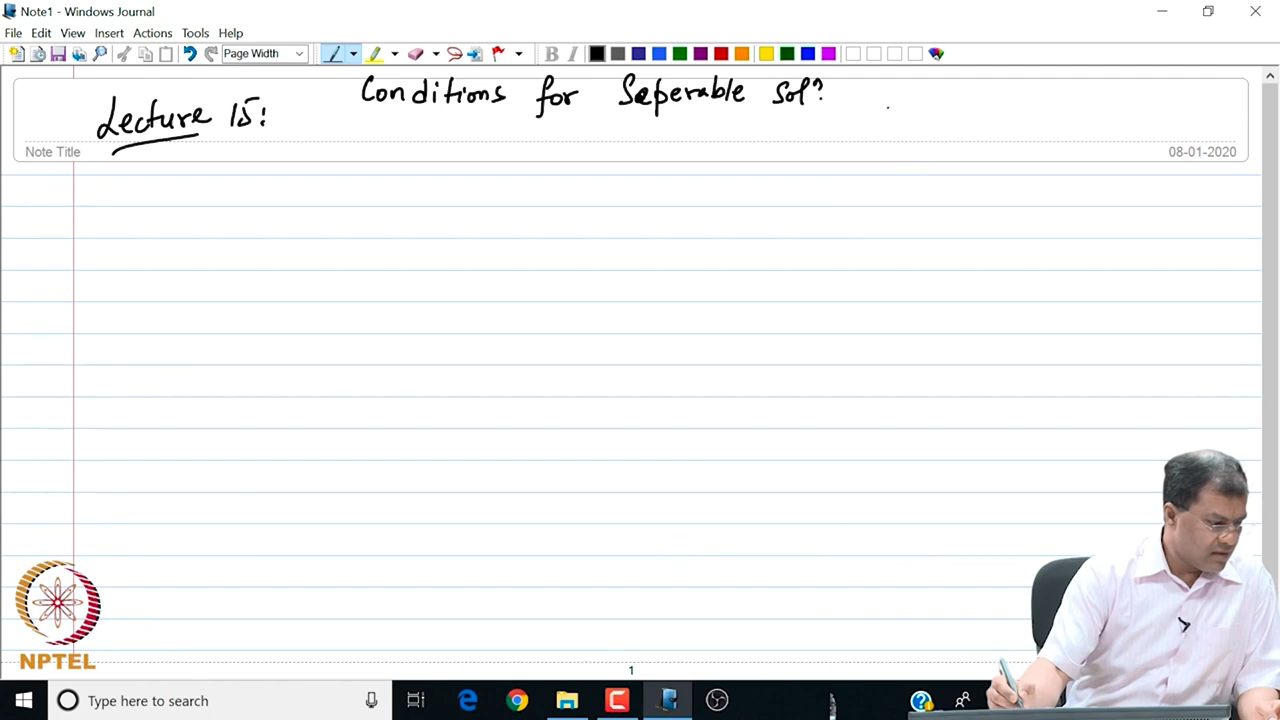 Note1 - Windows Journal
File Edit View Insert Actions Tools Help
Page Width
B I
Conditions for Seperable Sol?
Lecture 15:
Note Title
08-01-2020
NPTEL
1
Type here to search